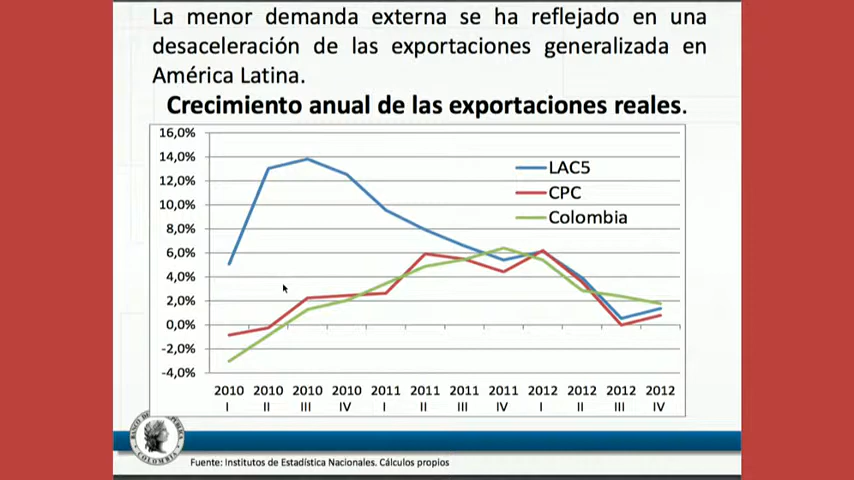 La menor demanda externa se ha reflejado en una
desaceleración de las exportaciones generalizada en
América Latina.
Crecimiento anual de las exportaciones reales.
16,0%
14,0%
12,0%
10,0%
8,0%
6,0%
4,0%
2,0%
0,0%
-2,0%
-4,0%
LAC5
CPC
Colombia
2010 2010 2010 2010 2011 2011 2011 2011 2012 2012 2012 2012
I II III IV I II III IV I II III IV
COLOMBIA
Fuente: Institutos de Estadística Nacionales. Cálculos propios